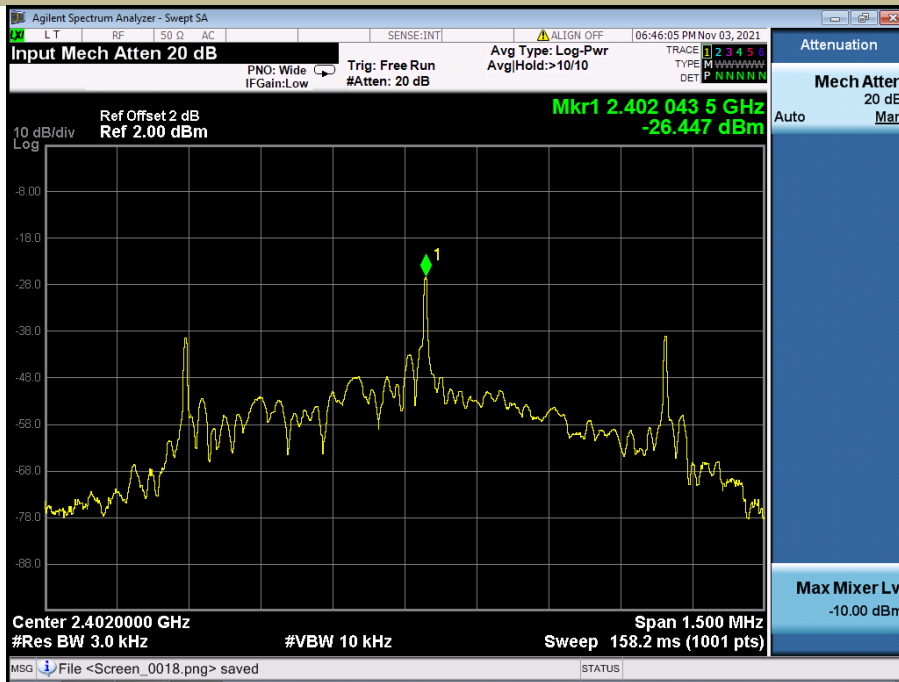 Agilent Spectrum Analyzer - Swept SA
LXI L T RF 50 Ω AC SENSE:INT ALIGN OFF 06:46:05 PM Nov 03, 2021
Input Mech Atten 20 dB
PNO: Wide
IFGain:Low
Trig: Free Run
#Atten: 20 dB
Avg Type: Log-Pwr
Avg|Hold:>10/10
TRACE 1 2 3 4 5 6
TYPE M WWWWW
DET P N N N N N
Attenuation
Mech Atten
20 dB
Auto Man
Ref Offset 2 dB
10 dB/div Ref 2.00 dBm
Log
Mkr1 2.402 043 5 GHz
-26.447 dBm
1
-8.00
-18.0
-28.0
-38.0
-48.0
-58.0
-68.0
-78.0
-88.0
Center 2.4020000 GHz Span 1.500 MHz
#Res BW 3.0 kHz #VBW 10 kHz Sweep 158.2 ms (1001 pts)
Max Mixer Lv
-10.00 dBm
MSG File <Screen_0018.png> saved STATUS